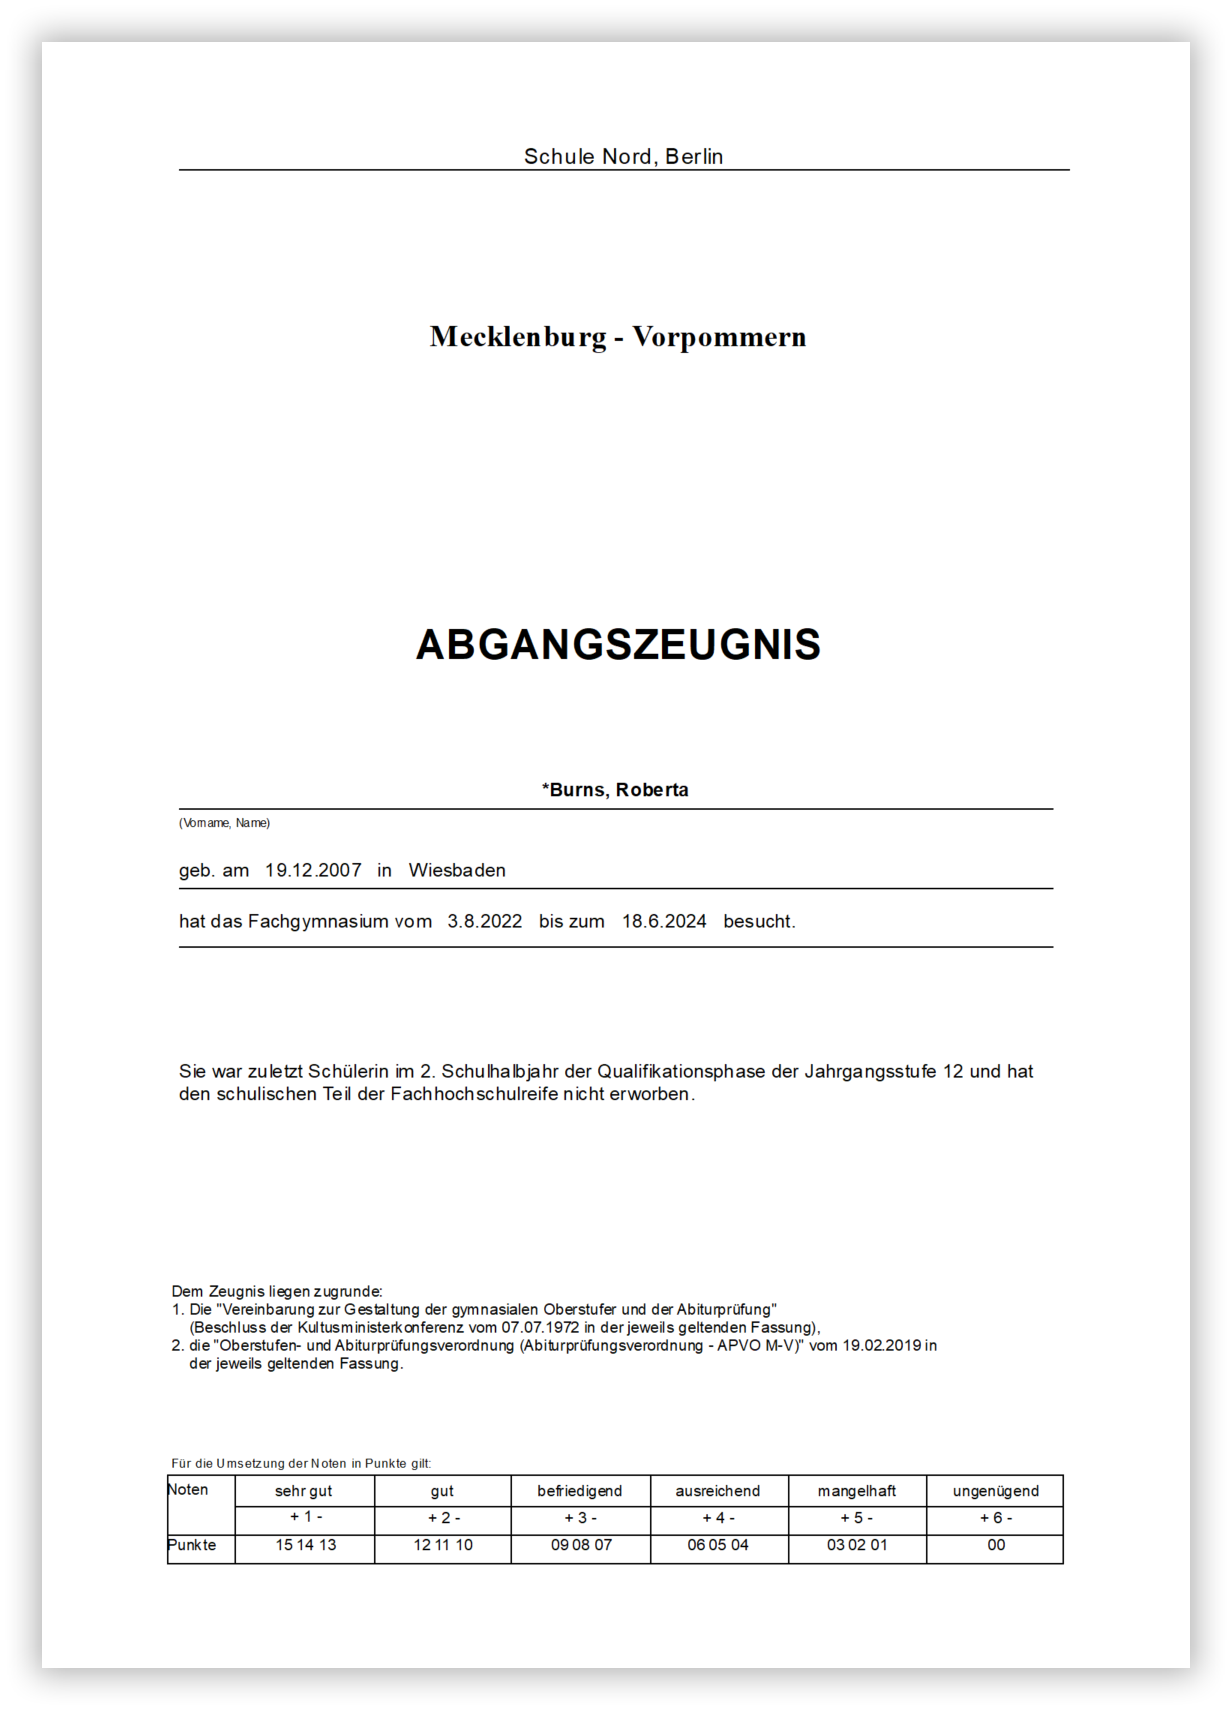 Schule Nord, Berlin
Mecklenburg - Vorpommern
ABGANGSZEUGNIS
*Burns, Roberta
(Vorname, Name)
geb. am 19.12.2007 in Wiesbaden
hat das Fachgymnasium vom 3.8.2022 bis zum 18.6.2024 besucht.
Sie war zuletzt Schülerin im 2. Schulhalbjahr der Qualifikationsphase der Jahrgangsstufe 12 und hat
den schulischen Teil der Fachhochschulreife nicht erworben.
Dem Zeugnis liegen zugrunde:
1. Die "Vereinbarung zur Gestaltung der gymnasialen Oberstufer und der Abiturprüfung"
(Beschluss der Kultusministerkonferenz vom 07.07.1972 in der jeweils geltenden Fassung),
2. die "Oberstufen- und Abiturprüfungsverordnung (Abiturprüfungsverordnung - APVO M-V)" vom 19.02.2019 in
der jeweils geltenden Fassung.
Für die Umsetzung der Noten in Punkte gilt:
Noten sehr gut gut befriedigend ausreichend mangelhaft ungenügend
+ 1 - + 2 - + 3 - + 4 - + 5 - + 6 -
Punkte 15 14 13 12 11 10 09 08 07 06 05 04 03 02 01 00